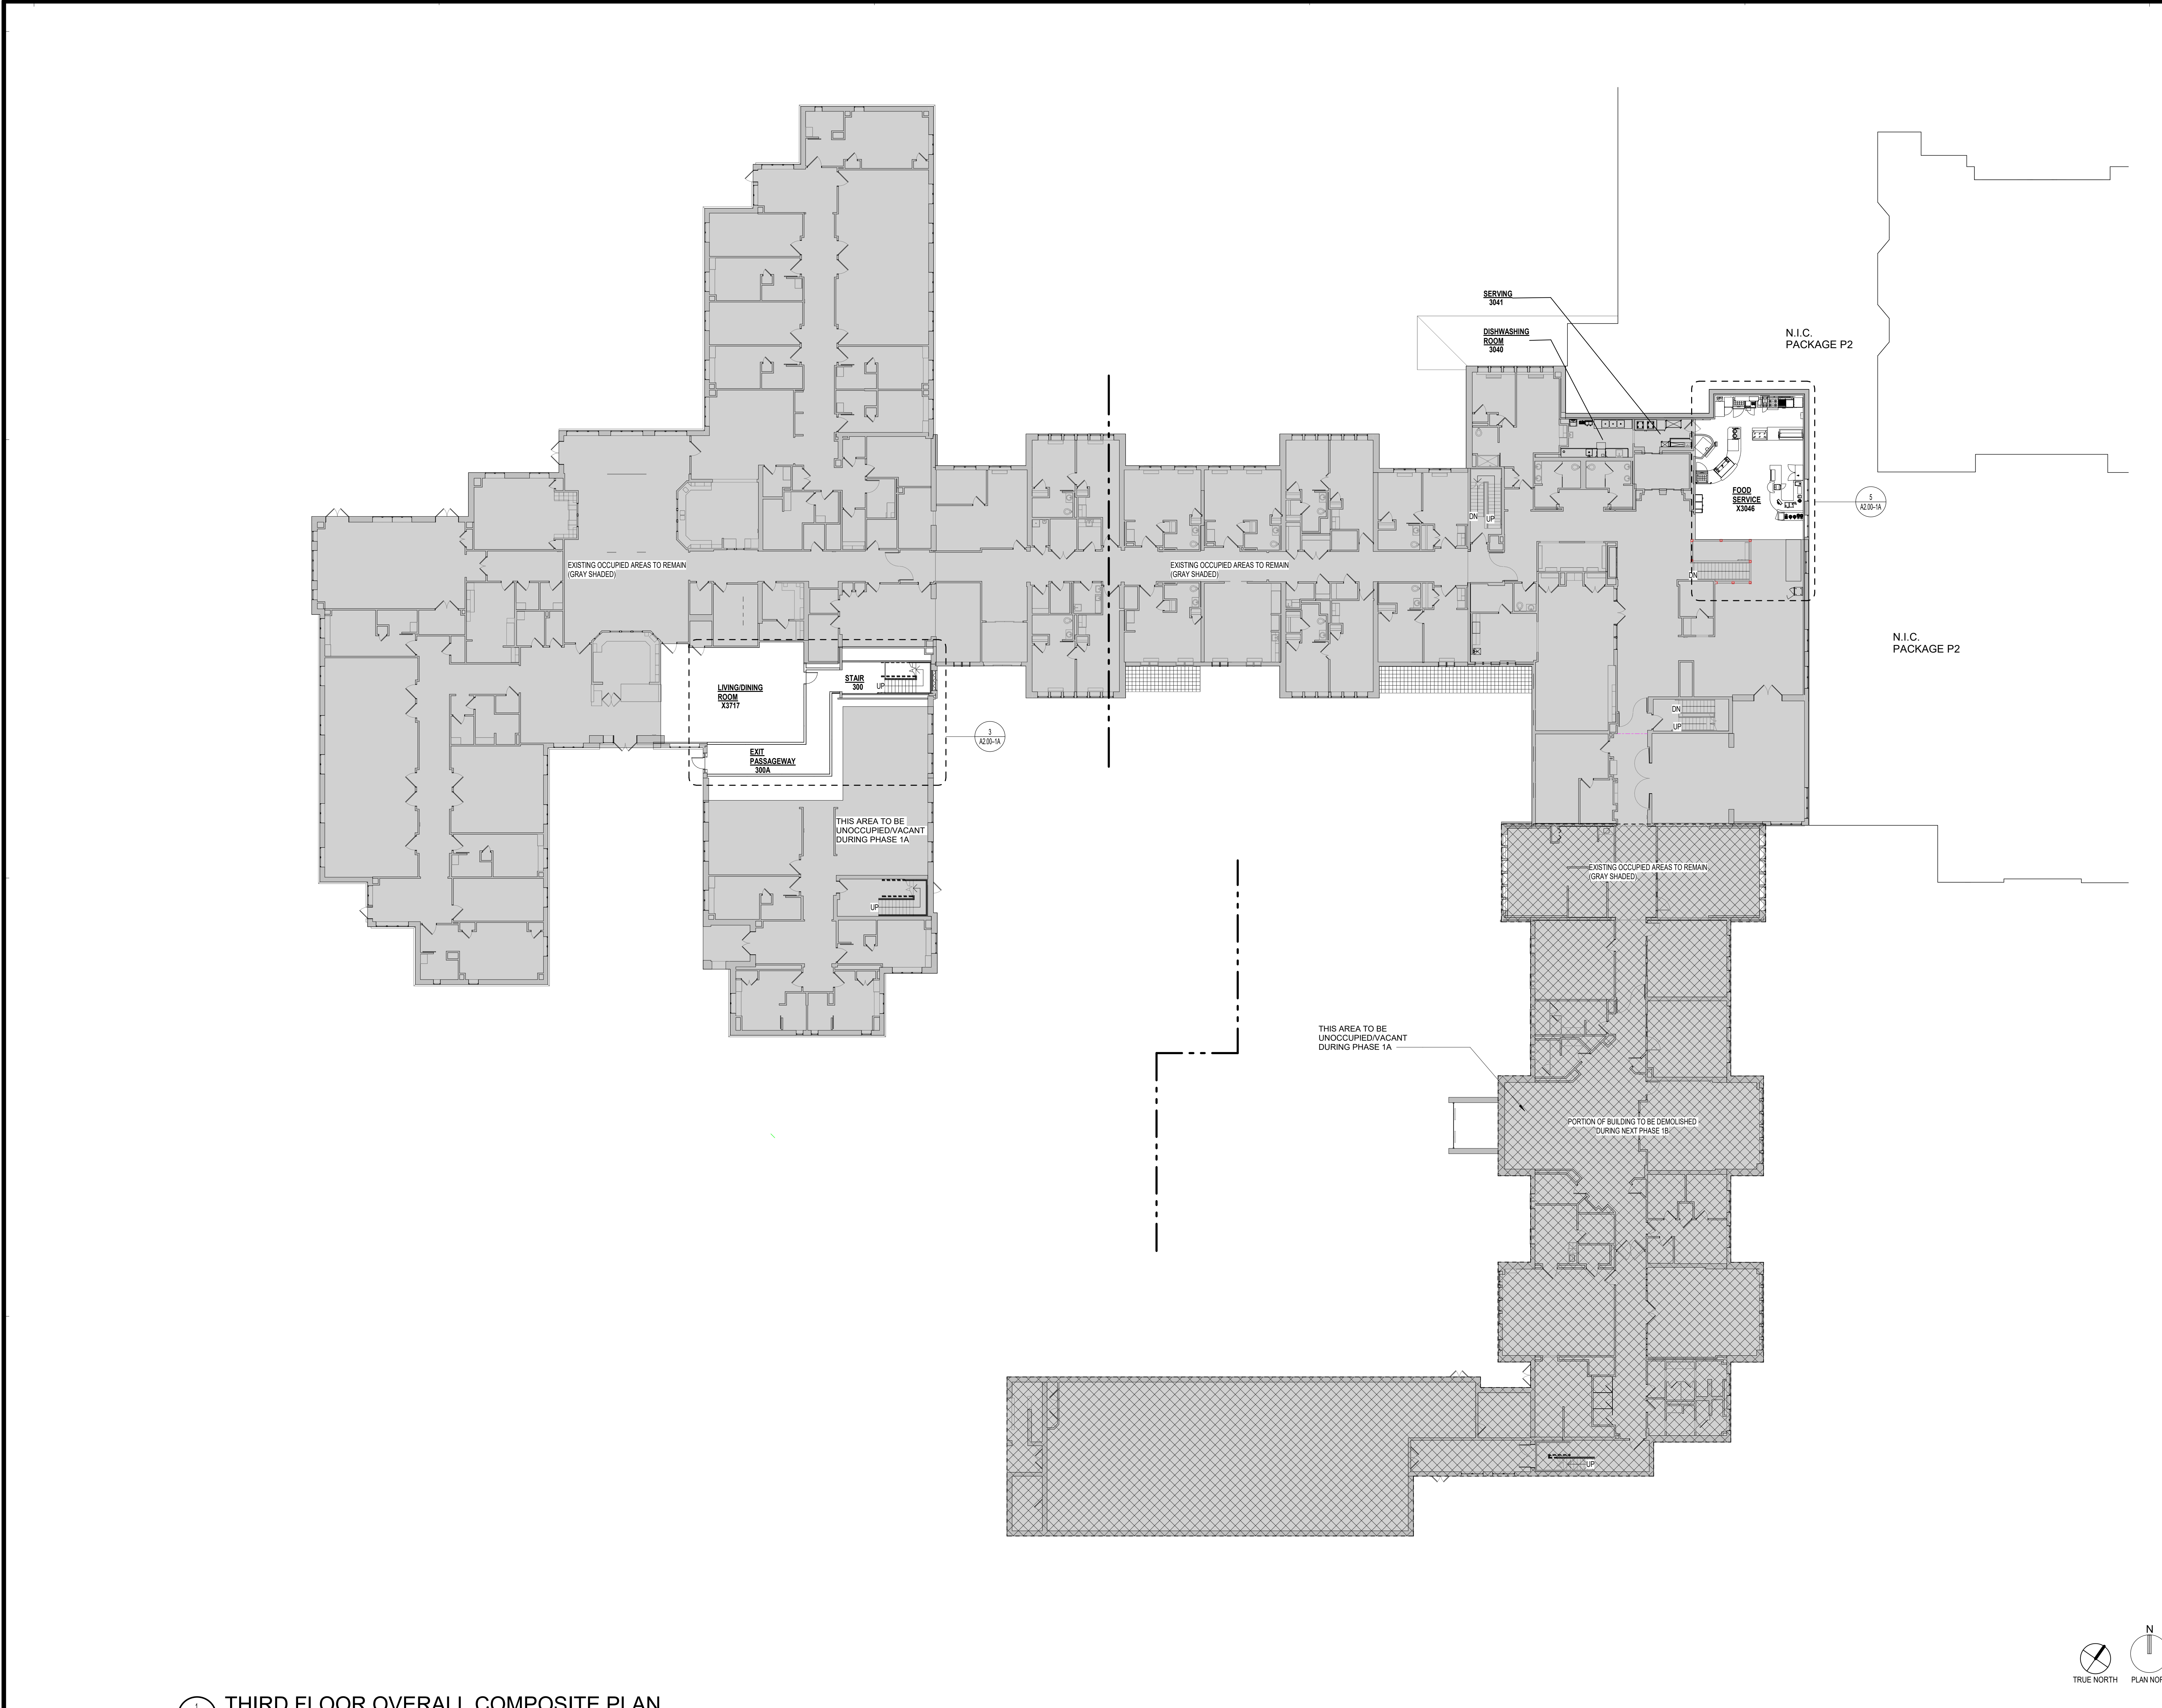 SERVING
3041
DISHWASHING
ROOM
3040
N.I.C.
PACKAGE P2
FOOD
SERVICE
X3046
5
A2.00-1A
DN
UP
DN
EXISTING OCCUPIED AREAS TO REMAIN
(GRAY SHADED)
EXISTING OCCUPIED AREAS TO REMAIN
(GRAY SHADED)
N.I.C.
PACKAGE P2
LIVING/DINING
ROOM
X3717
STAIR
300
UP
DN
UP
3
A2.00-1A
EXIT
PASSAGEWAY
300A
THIS AREA TO BE
UNOCCUPIED/VACANT
DURING PHASE 1A
EXISTING OCCUPIED AREAS TO REMAIN
(GRAY SHADED)
UP
THIS AREA TO BE
UNOCCUPIED/VACANT
DURING PHASE 1A
PORTION OF BUILDING TO BE DEMOLISHED
DURING NEXT PHASE 1B
UP
N
TRUE NORTH
PLAN
1
THIRD FLOOR OVERALL COMPOSITE PLAN